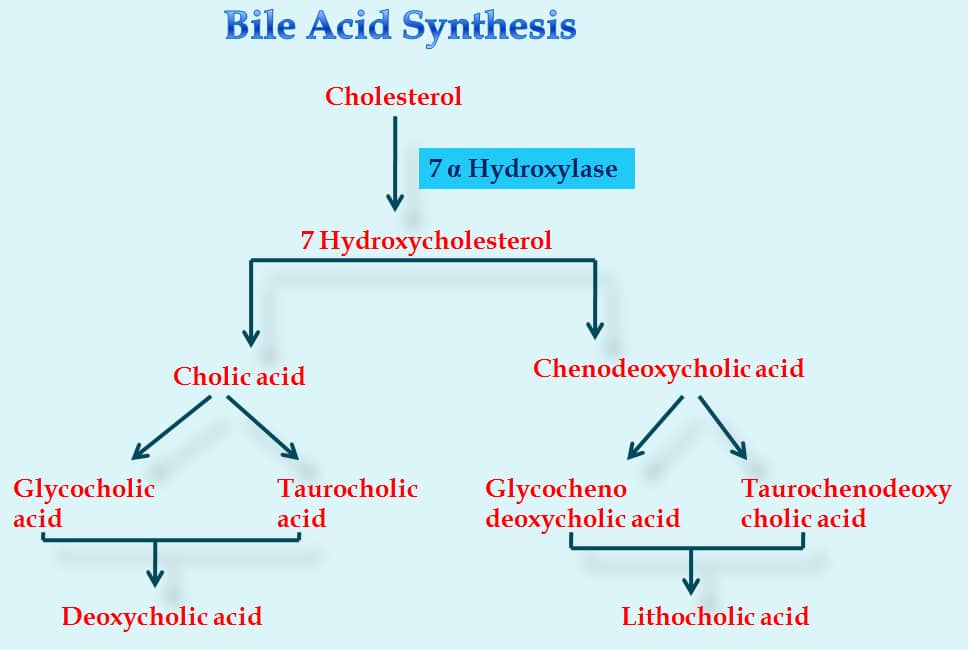 Bile Acid Synthesis
Cholesterol
7 α Hydroxylase
7 Hydroxycholesterol
Cholic acid
Chenodeoxycholic acid
Glycocholic
acid
Taurocholic
acid
Glycocheno
deoxycholic acid
Taurochenodeoxy
cholic acid
Deoxycholic acid
Lithocholic acid